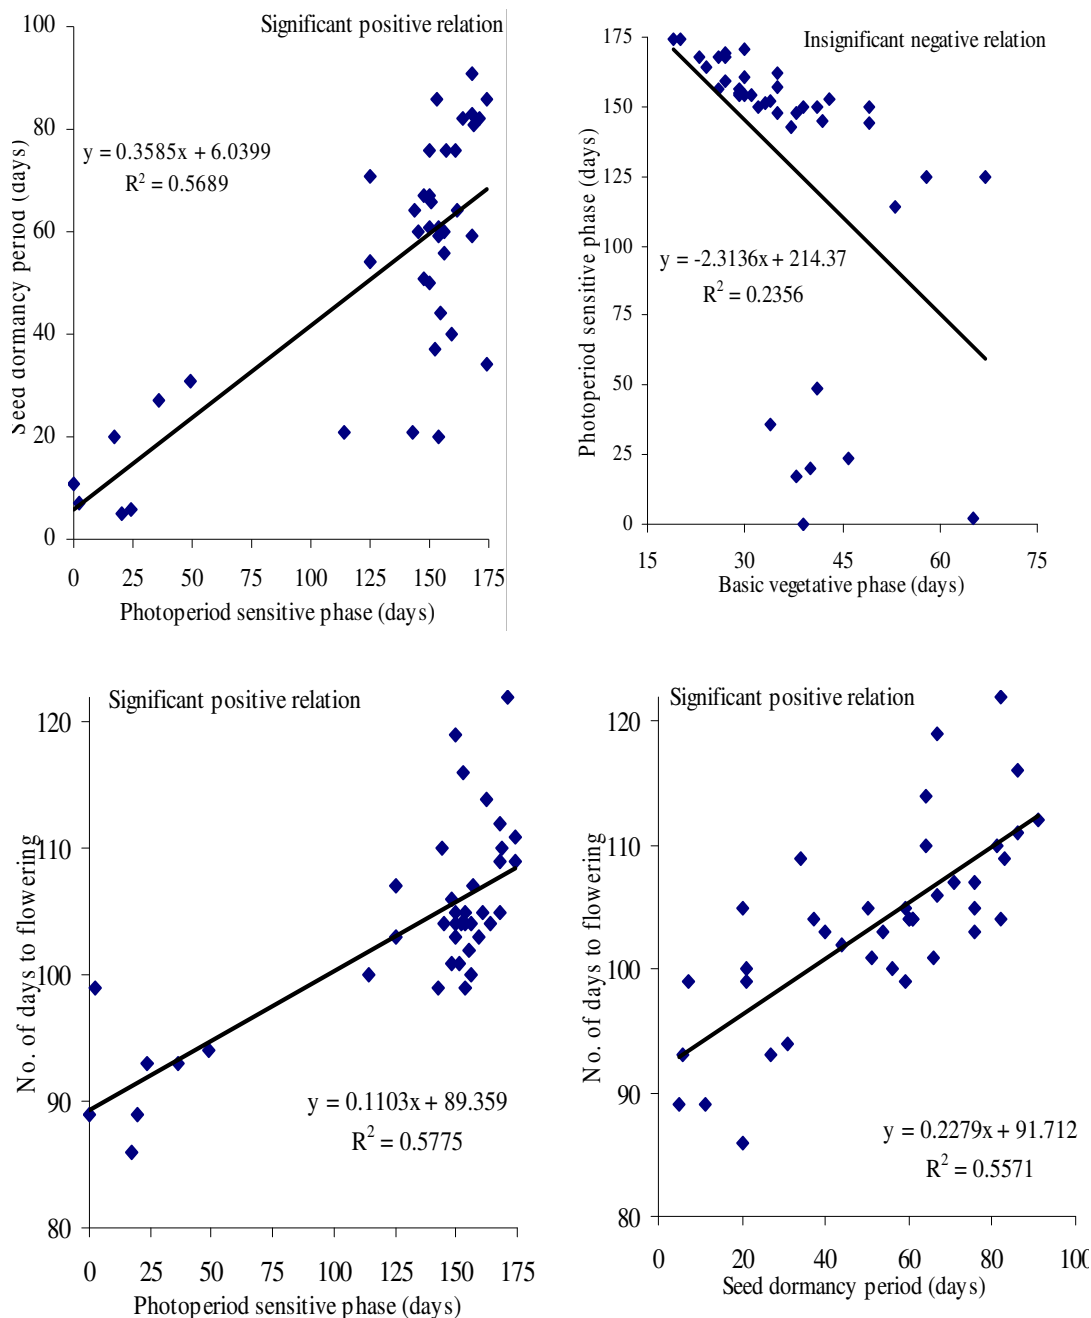 Significant positive relation
100
80
60
40
20
0
Seed dormancy period (days)
y = 0.3585x + 6.0399
R² = 0.5689
0 25 50 75 100 125 150 175
Photoperiod sensitive phase (days)
Insignificant negative relation
175
150
125
100
75
50
25
0
Photoperiod sensitive phase (days)
y = -2.3136x + 214.37
R² = 0.2356
15 30 45 60 75
Basic vegetative phase (days)
Significant positive relation
120
110
100
90
80
No. of days to flowering
y = 0.1103x + 89.359
R² = 0.5775
0 25 50 75 100 125 150 175
Photoperiod sensitive phase (days)
Significant positive relation
120
110
100
90
80
No. of days to flowering
y = 0.2279x + 91.712
R² = 0.5571
0 20 40 60 80 100
Seed dormancy period (days)